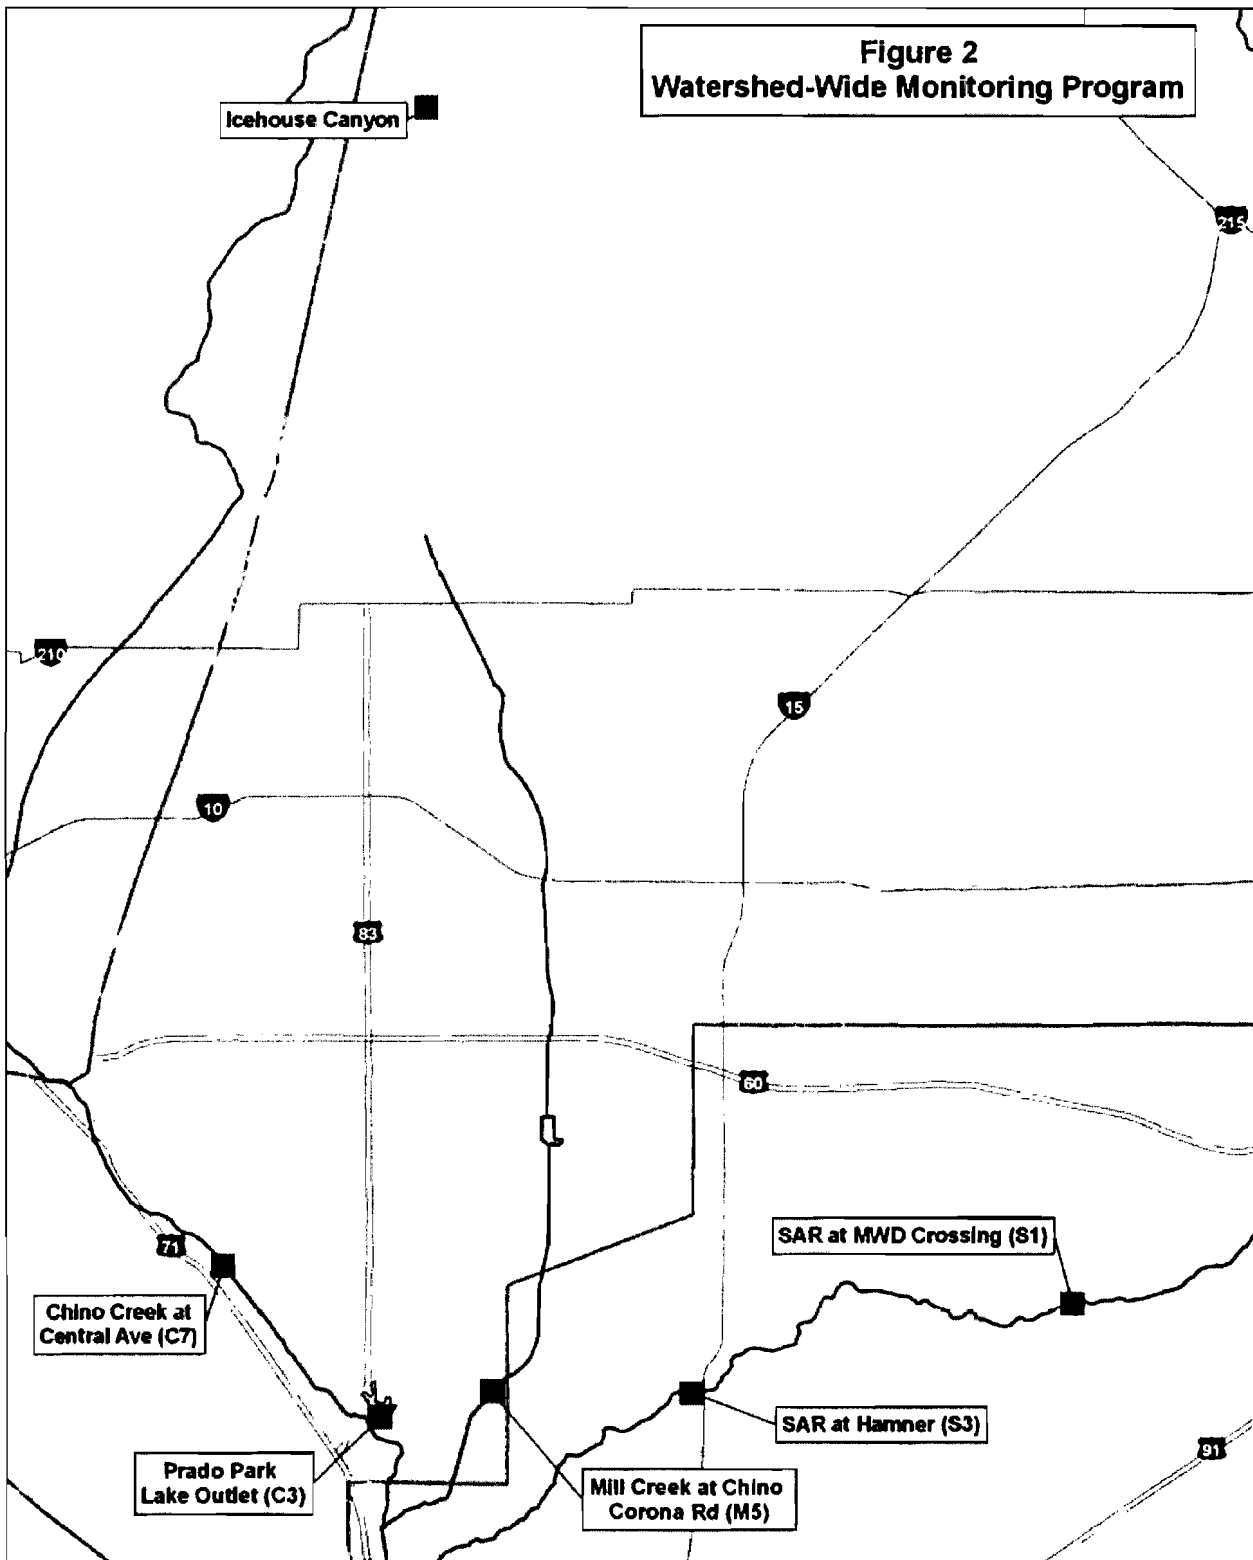 Figure 2
Watershed-Wide Monitoring Program
Icehouse Canyon
215
210
15
10
83
60
71
SAR at MWD Crossing (S1)
Chino Creek at
Central Ave (C7)
SAR at Hamner (S3)
91
Prado Park
Lake Outlet (C3)
Mill Creek at Chino
Corona Rd (M5)